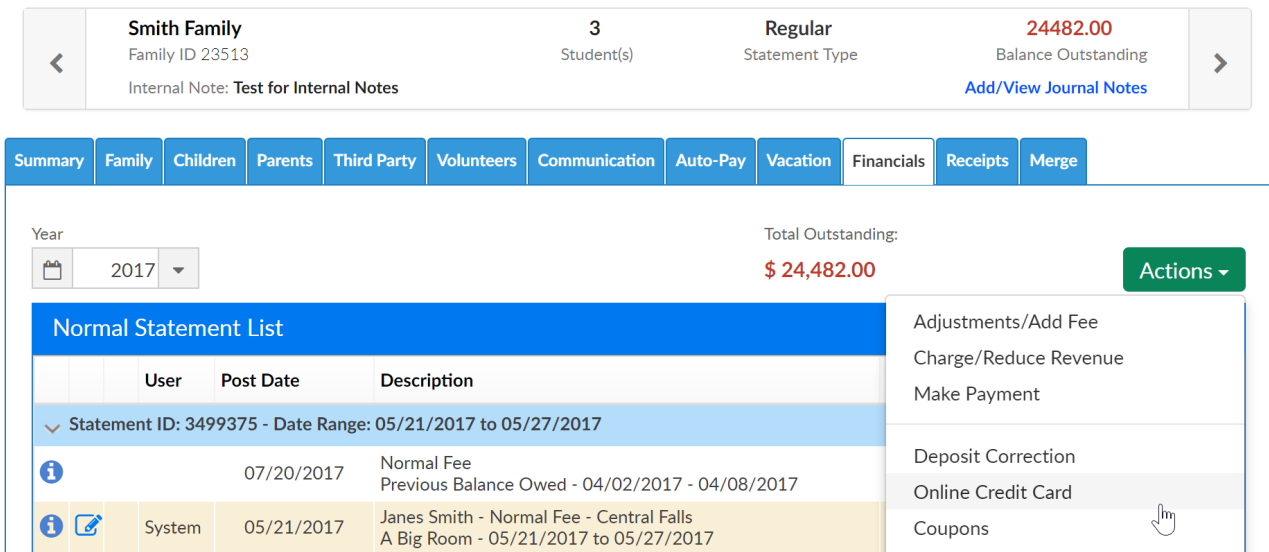 Smith Family
3
Regular
24482.00
Family ID 23513
Student(s)
Statement Type
Balance Outstanding
Internal Note: Test for Internal Notes
Add/View Journal Notes
Summary
Family
Children
Parents
Third Party
Volunteers
Communication
Auto-Pay
Vacation
Financials
Receipts
Merge
Year
2017
Total Outstanding:
$ 24,482.00
Actions
Adjustments/Add Fee
Charge/Reduce Revenue
Make Payment
Deposit Correction
Online Credit Card
Coupons
Normal Statement List
User
Post Date
Description
Statement ID: 3499375 - Date Range: 05/21/2017 to 05/27/2017
07/20/2017
Normal Fee
Previous Balance Owed - 04/02/2017 - 04/08/2017
System
05/21/2017
Janes Smith - Normal Fee - Central Falls
A Big Room - 05/21/2017 to 05/27/2017